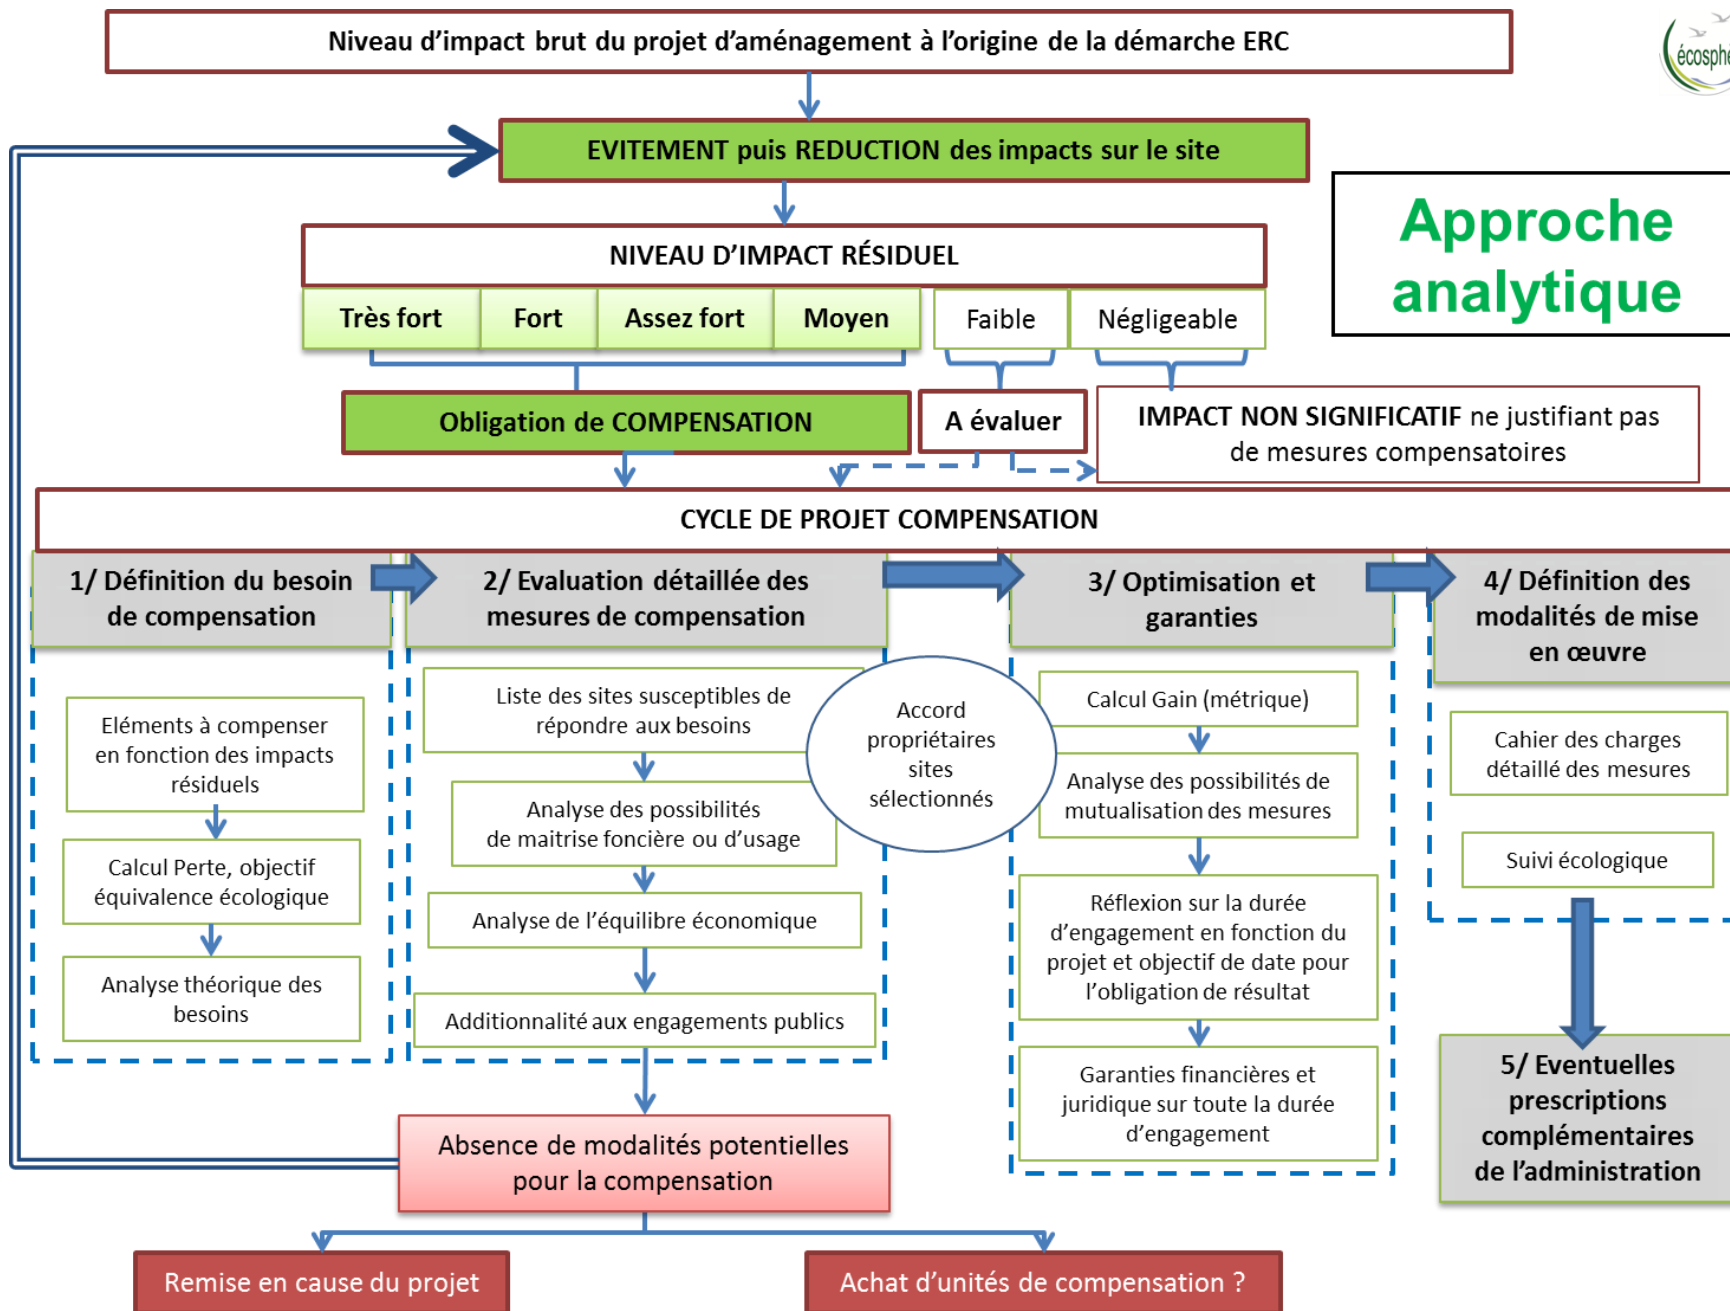 Niveau d'impact brut du projet d'aménagement à l'origine de la démarche ERC
EVITEMENT puis REDUCTION des impacts sur le site
Approche
analytique
NIVEAU D'IMPACT RÉSIDUEL
Très fort
Fort
Assez fort
Moyen
Faible
Négligeable
Obligation de COMPENSATION
A évaluer
IMPACT NON SIGNIFICATIF ne justifiant pas
de mesures compensatoires
CYCLE DE PROJET COMPENSATION
1/ Définition du besoin
de compensation
Eléments à compenser
en fonction des impacts
résiduels
Calcul Perte, objectif
équivalence écologique
Analyse théorique des
besoins
2/ Evaluation détaillée des
mesures de compensation
Liste des sites susceptibles de
répondre aux besoins
Analyse des possibilités
de maitrise foncière ou d'usage
Analyse de l'équilibre économique
Additionnalité aux engagements publics
Accord
propriétaires
sites
sélectionnés
3/ Optimisation et
garanties
Calcul Gain (métrique)
Analyse des possibilités de
mutualisation des mesures
Réflexion sur la durée
d'engagement en fonction du
projet et objectif de date pour
l'obligation de résultat
Garanties financières et
juridique sur toute la durée
d'engagement
4/ Définition des
modalités de mise
en œuvre
Cahier des charges
détaillé des mesures
Suivi écologique
5/ Eventuelles
prescriptions
complémentaires
de l'administration
Absence de modalités potentielles
pour la compensation
Remise en cause du projet
Achat d'unités de compensation ?